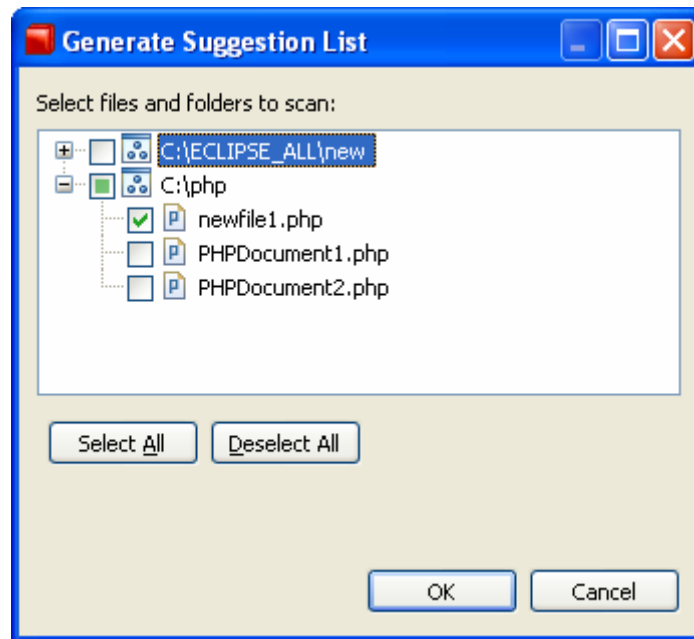 Generate Suggestion List
Select files and folders to scan:
C:\ECLIPSE_ALL\new
C:\php
newfile1.php
PHPDocument1.php
PHPDocument2.php
Select All Deselect All
OK Cancel